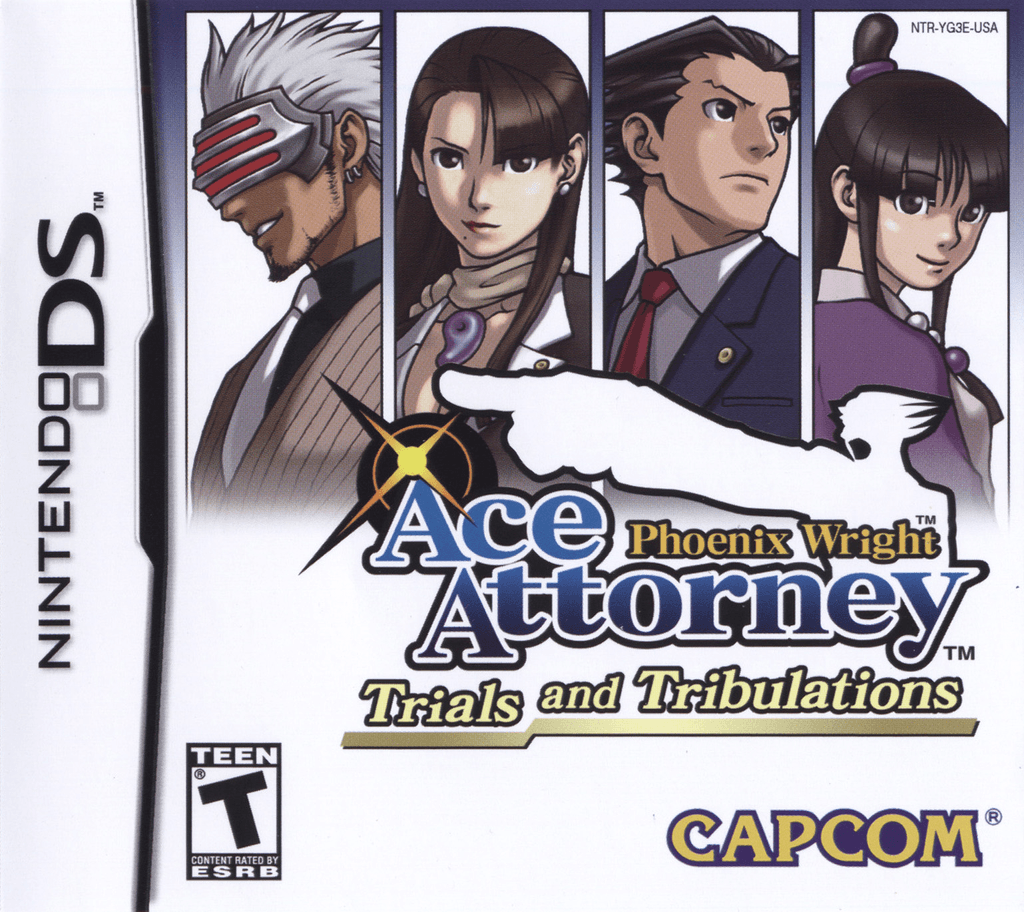 NTR-YG3E-USA
NINTENDO DS™
Ace
Phoenix Wright™
Attorney™
Trials and Tribulations
TEEN
®
T
CONTENT RATED BY
ESRB
CAPCOM®